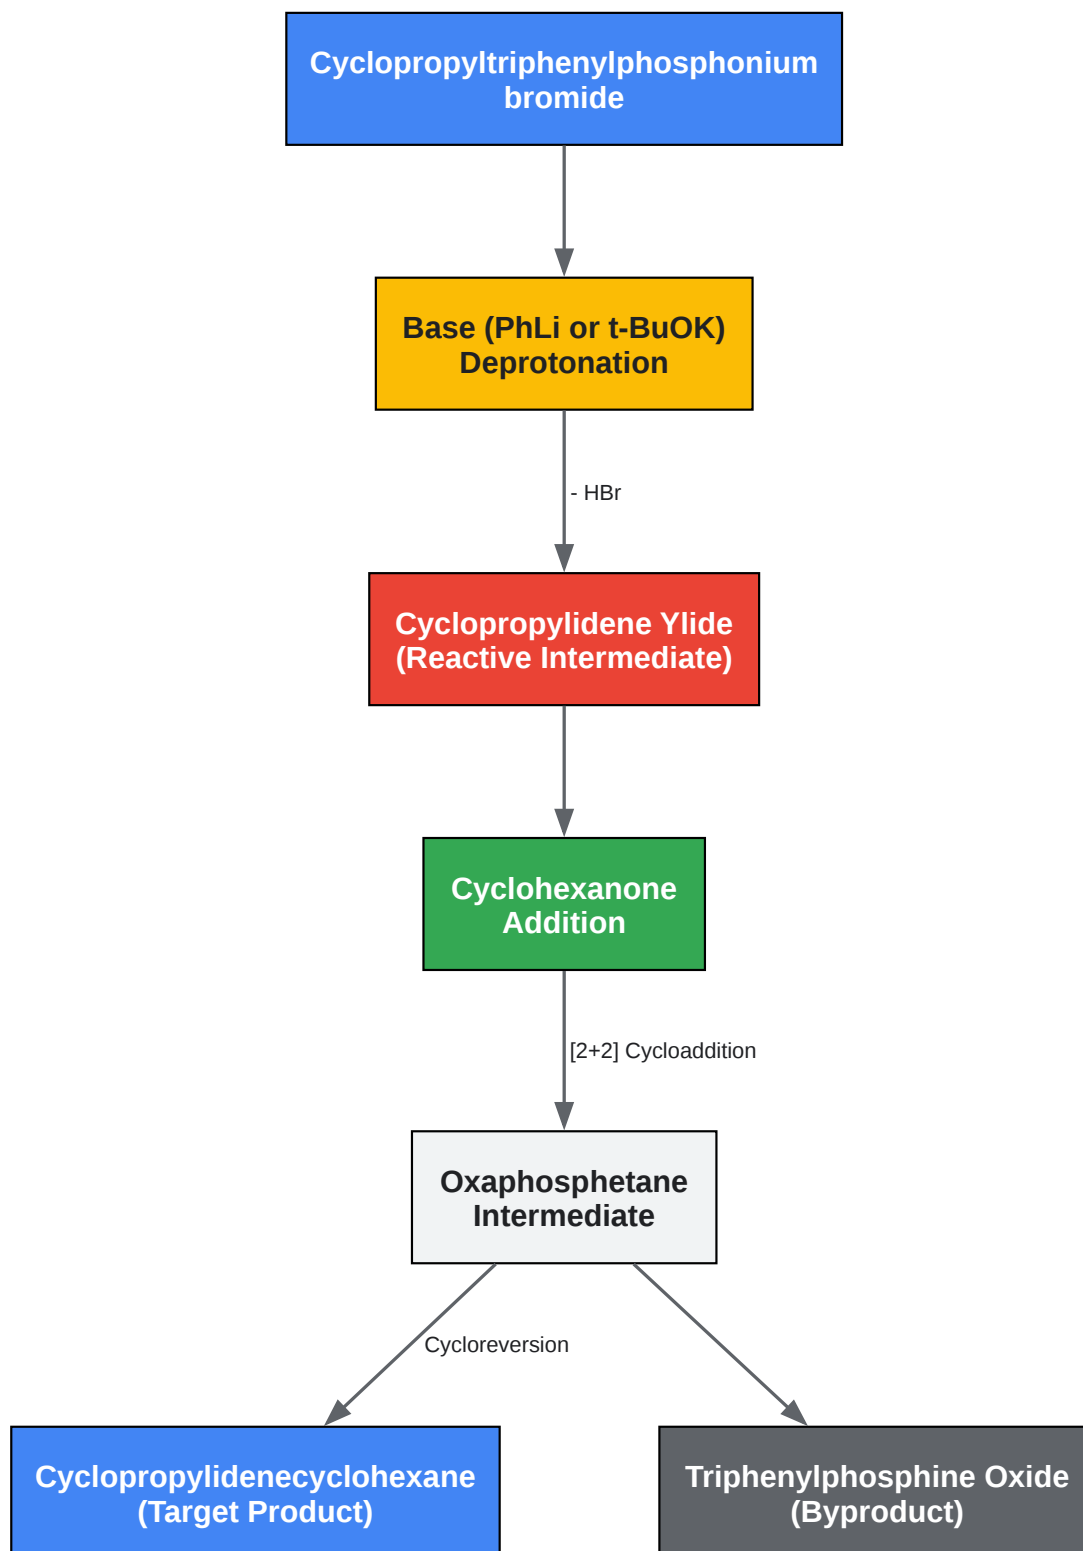 Cyclopropyltriphenylphosphonium
bromide
Base (PhLi or t-BuOK)
Deprotonation
- HBr
Cyclopropylidene Ylide
(Reactive Intermediate)
Cyclohexanone
Addition
[2+2] Cycloaddition
Oxaphosphetane
Intermediate
Cycloreversion
Cyclopropylidenecyclohexane
(Target Product)
Triphenylphosphine Oxide
(Byproduct)